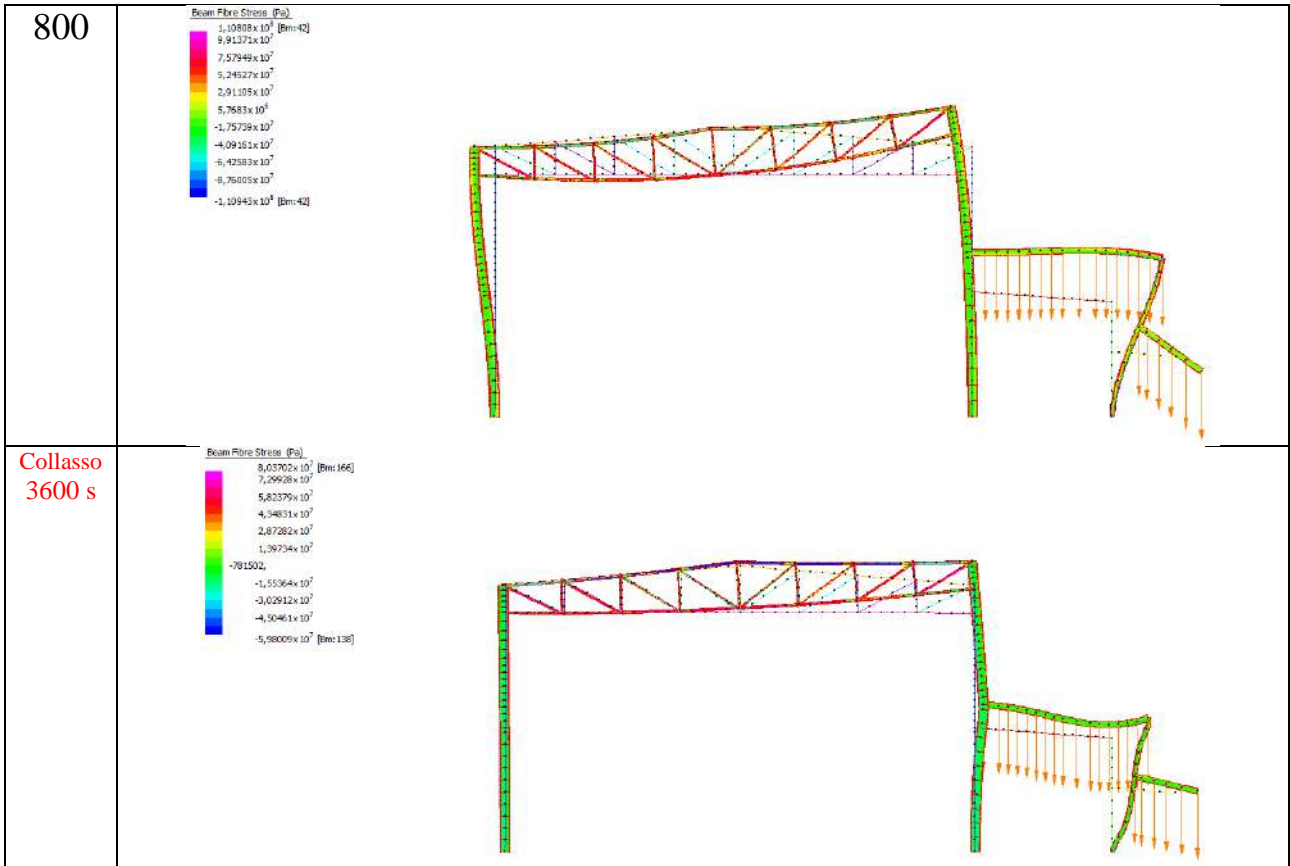 800
Beam Fibre Stress (Pa)
1,10808x10⁸ [Bm:42]
9,91371x10⁷
7,57949x10⁷
5,24527x10⁷
2,91105x10⁷
5,7683x10⁶
-1,75739x10⁷
-4,09161x10⁷
-6,42583x10⁷
-8,76005x10⁷
-1,10943x10⁸ [Bm:42]
Collasso
3600 s
Beam Fibre Stress (Pa)
8,03702x10⁷ [Bm:166]
7,29928x10⁷
5,82379x10⁷
4,34831x10⁷
2,87282x10⁷
1,39734x10⁷
-781502,
-1,55364x10⁷
-3,02912x10⁷
-4,50461x10⁷
-5,98009x10⁷ [Bm:138]